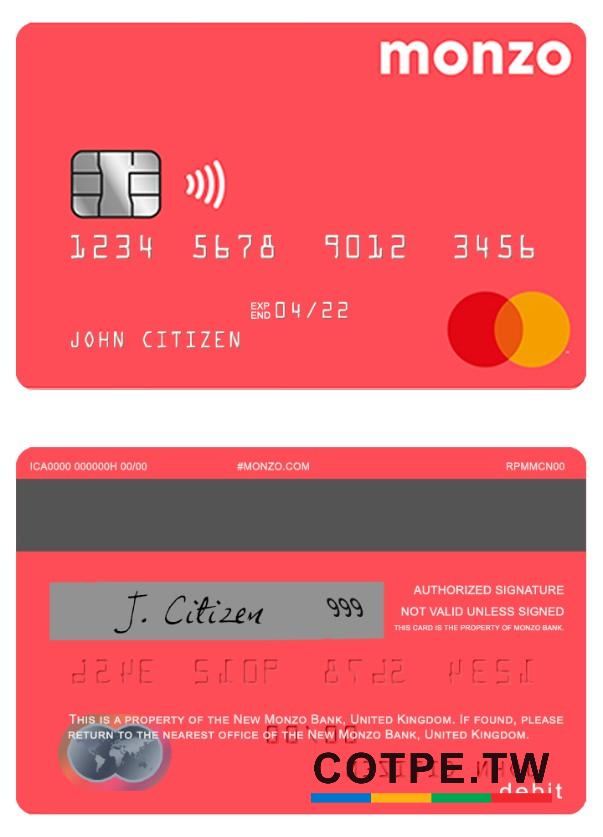 monzo
1234 5678 9012 3456
EXP END 04/22
JOHN CITIZEN
ICA0000 000000H 00/00 #MONZO.COM RPMMCN00
AUTHORIZED SIGNATURE
J. Citizen 999
NOT VALID UNLESS SIGNED
THIS CARD IS THE PROPERTY OF MONZO BANK.
THIS IS A PROPERTY OF THE NEW MONZO BANK, UNITED KINGDOM. IF FOUND, PLEASE
RETURN TO THE NEAREST OFFICE OF THE NEW MONZO BANK, UNITED KINGDOM.
COTPE.TW
debit